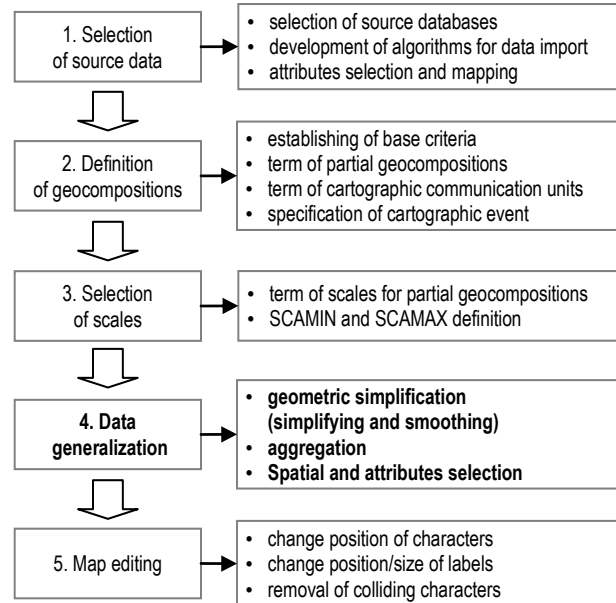 1. Selection
of source data
• selection of source databases
• development of algorithms for data import
• attributes selection and mapping
2. Definition
of geocompositions
• establishing of base criteria
• term of partial geocompositions
• term of cartographic communication units
• specification of cartographic event
3. Selection
of scales
• term of scales for partial geocompositions
• SCAMIN and SCAMAX definition
4. Data
generalization
• geometric simplification
(simplifying and smoothing)
• aggregation
• Spatial and attributes selection
5. Map editing
• change position of characters
• change position/size of labels
• removal of colliding characters